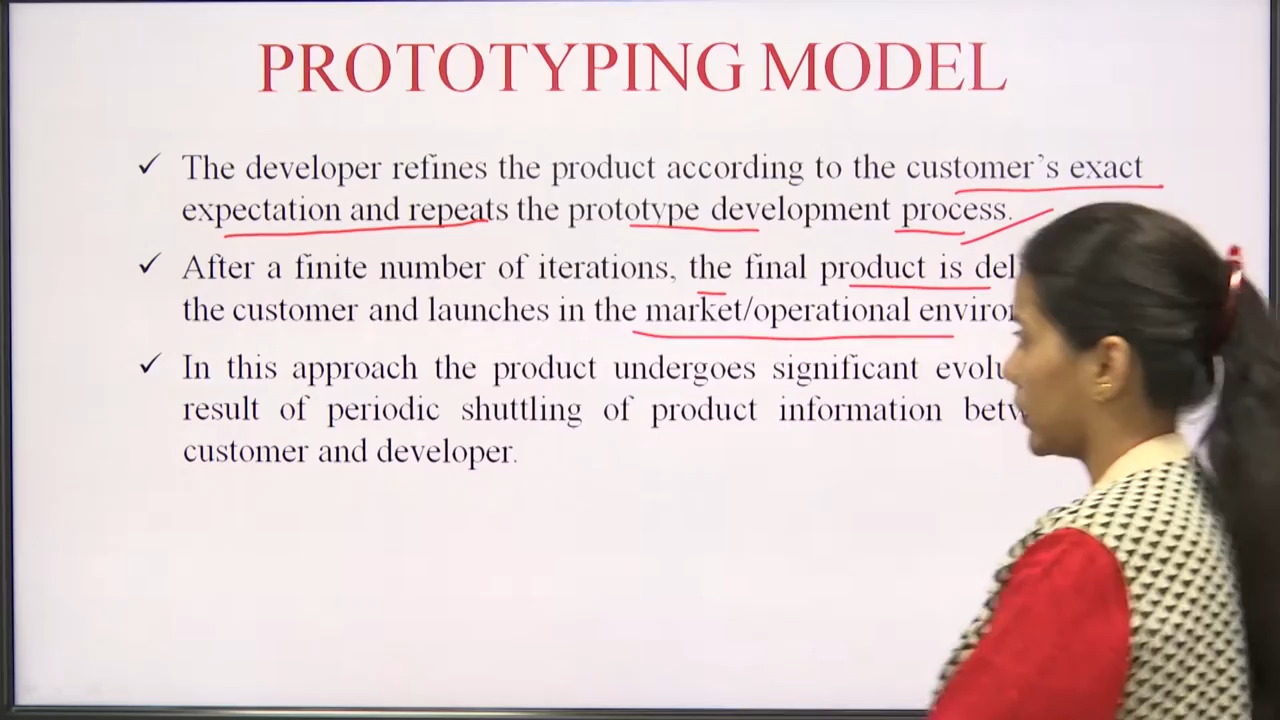 PROTOTYPING MODEL
✓ The developer refines the product according to the customer's exact
expectation and repeats the prototype development process.
✓ After a finite number of iterations, the final product is
the customer and launches in the market/operational
✓ In this approach the product undergoes significant
result of periodic shuttling of product information
customer and developer.